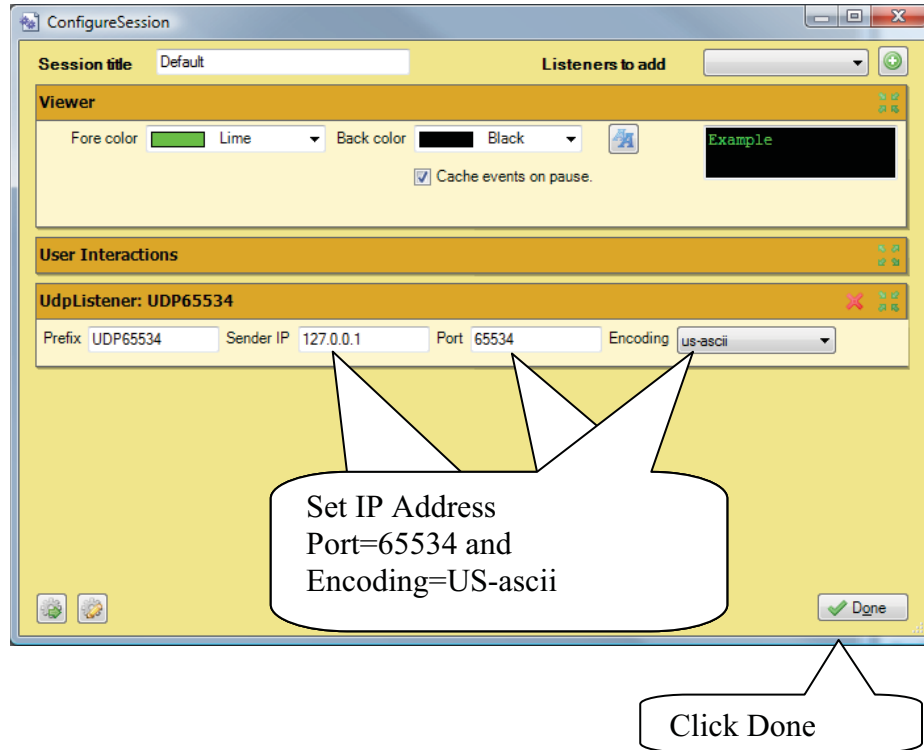 ConfigureSession
Session title Default Listeners to add
Viewer
Fore color Lime Back color Black Example
Cache events on pause.
User Interactions
UdpListener: UDP65534
Prefix UDP65534 Sender IP 127.0.0.1 Port 65534 Encoding us-ascii
Set IP Address
Port=65534 and
Encoding=US-ascii
Done
Click Done